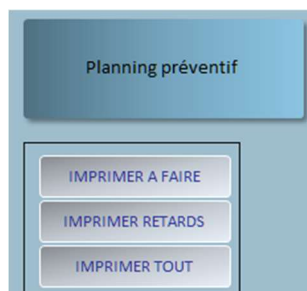 Planning préventif
IMPRIMER A FAIRE
IMPRIMER RETARDS
IMPRIMER TOUT